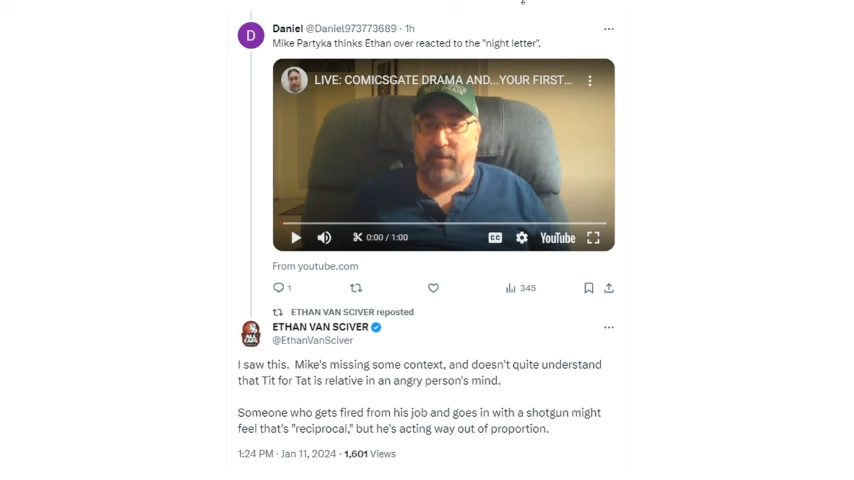 Daniel @Daniel973773689 · 1h
Mike Partyka thinks Ethan over reacted to the "night letter".
LIVE: COMICSGATE DRAMA AND...YOUR FIRST...
0:00 / 1:00
CC
YouTube
From youtube.com
1
345
ETHAN VAN SCIVER reposted
ETHAN VAN SCIVER
@EthanVanSciver
I saw this. Mike's missing some context, and doesn't quite understand
that Tit for Tat is relative in an angry person's mind.
Someone who gets fired from his job and goes in with a shotgun might
feel that's "reciprocal," but he's acting way out of proportion.
1:24 PM · Jan 11, 2024 · 1,601 Views
D
ALL
CAPS